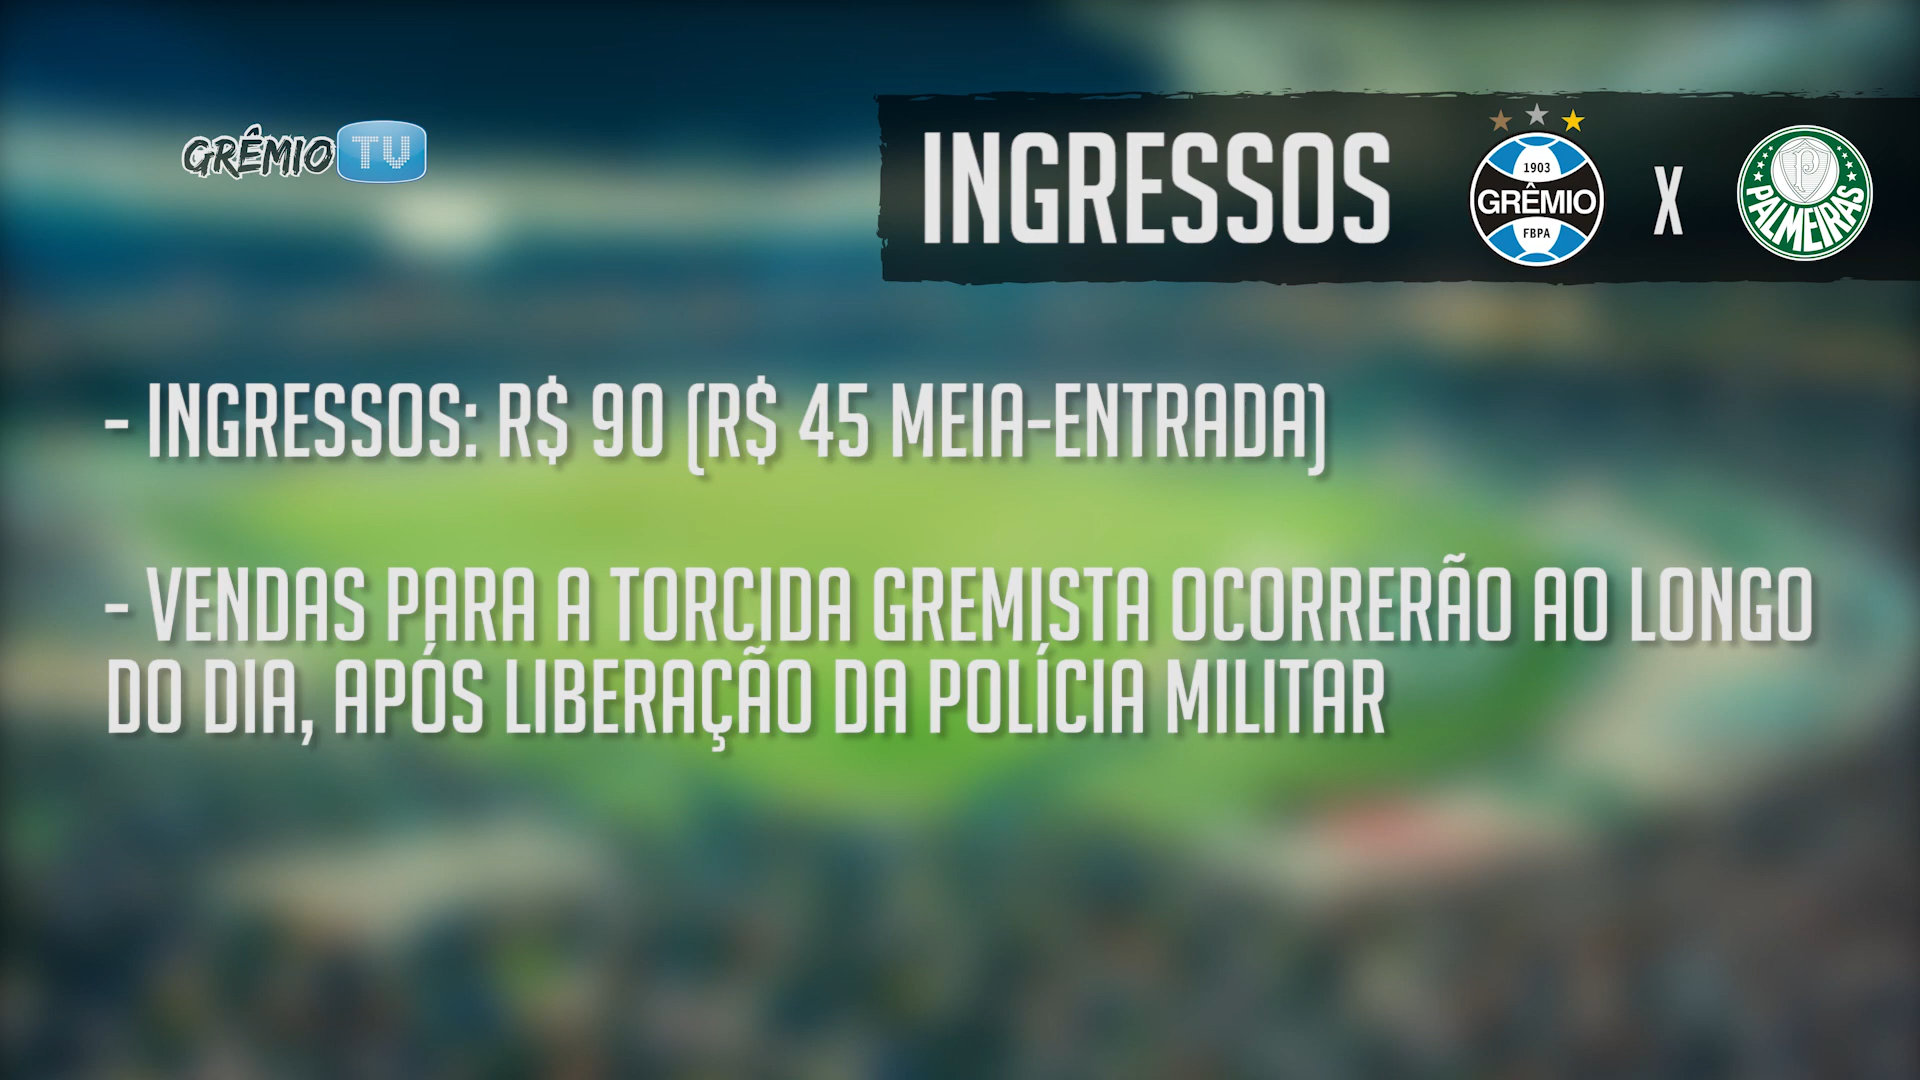 GRÊMIO TV
INGRESSOS
1903
GRÊMIO
FBPA
X
P
PALMEIRAS
- INGRESSOS: R$ 90 (R$ 45 MEIA-ENTRADA)
- VENDAS PARA A TORCIDA GREMISTA OCORRERÃO AO LONGO
DO DIA, APÓS LIBERAÇÃO DA POLÍCIA MILITAR